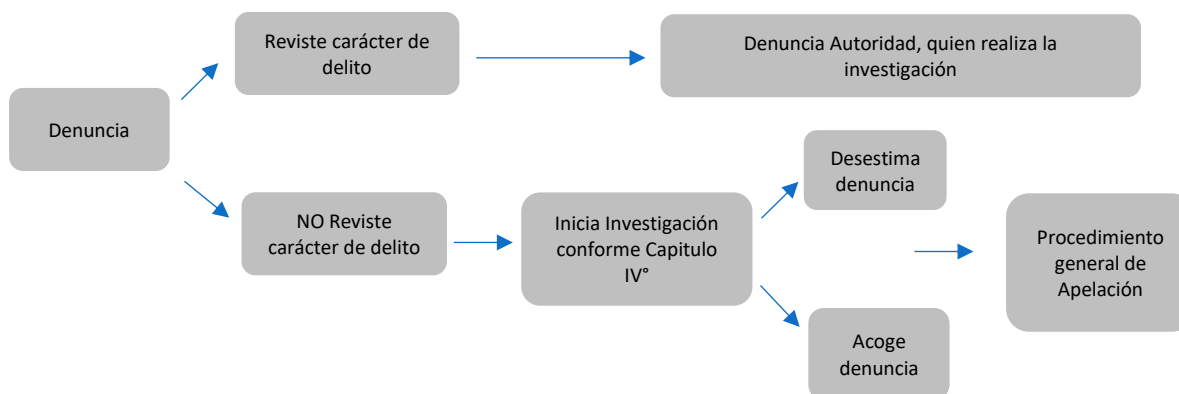 Reviste carácter de
delito
Denuncia Autoridad, quien realiza la
investigación
Denuncia
NO Reviste
carácter de delito
Inicia Investigación
conforme Capitulo
IV°
Desestima
denuncia
Acoge
denuncia
Procedimiento
general de
Apelación